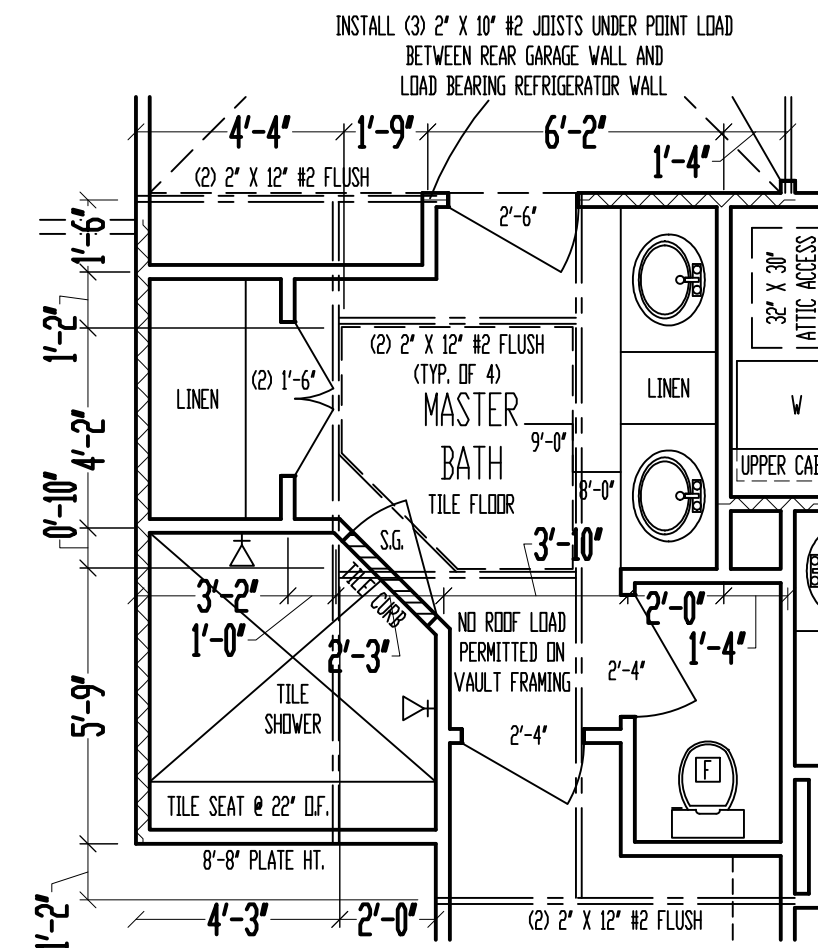 INSTALL (3) 2" X 10" #2 JOISTS UNDER POINT LOAD
BETWEEN REAR GARAGE WALL AND
LOAD BEARING REFRIGERATOR WALL
4'-4"
1'-9"
6'-2"
1'-4"
(2) 2" X 12" #2 FLUSH
1'-6"
2'-6"
32" X 30"
ATTIC ACCESS
1'-2"
(2) 2" X 12" #2 FLUSH
(TYP. OF 4)
(2) 1'-6"
LINEN
MASTER
BATH
TILE FLOOR
LINEN
W
9'-0"
4'-2"
UPPER CAB
8'-0"
0'-10"
S.G.
3'-10"
TILE CURB
3'-2"
2'-0"
1'-0"
2'-3"
1'-4"
NO ROOF LOAD
PERMITTED ON
VAULT FRAMING
2'-4"
5'-9"
TILE
SHOWER
2'-4"
F
TILE SEAT @ 22" O.F.
8'-8" PLATE HT.
1'-2"
4'-3"
2'-0"
(2) 2" X 12" #2 FLUSH